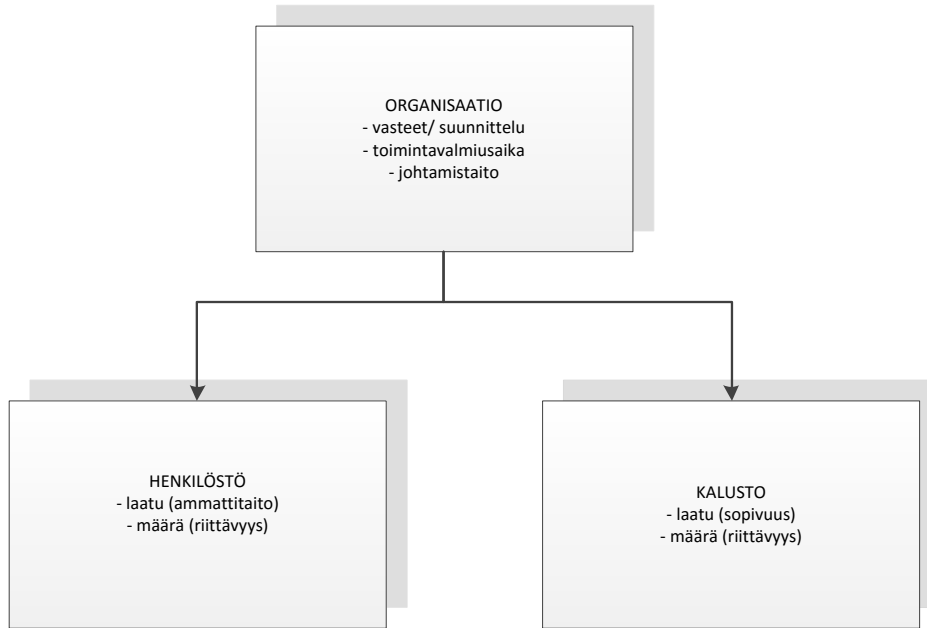 ORGANISAATIO
- vasteet/ suunnittelu
- toimintavalmiusaika
- johtamistaito
HENKILÖSTÖ
- laatu (ammattitaito)
- määrä (riittävyys)
KALUSTO
- laatu (sopivuus)
- määrä (riittävyys)